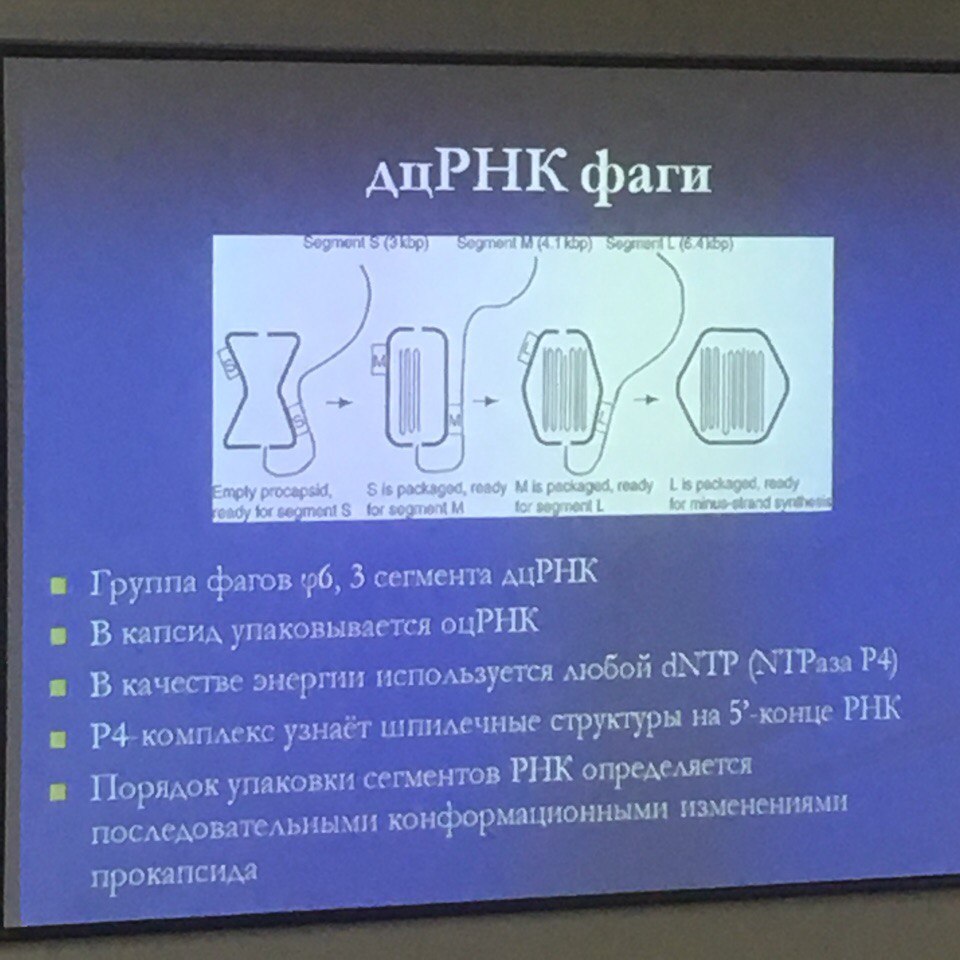 дцРНК фаги
Segment S (3 kbp) Segment M (4.1 kbp) Segment L (6.4 kbp)
S S M M L L
Empty procapsid, ready for segment S
S is packaged, ready for segment M
M is packaged, ready for segment L
L is packaged, ready for minus-strand synthesis
Группа фагов φ6, 3 сегмента дцРНК
В капсид упаковывается оцРНК
В качестве энергии используется любой dNTP (NTPаза P4)
P4-комплекс узнаёт шпилечные структуры на 5’-конце РНК
Порядок упаковки сегментов РНК определяется
последовательными конформационными изменениями
прокапсида